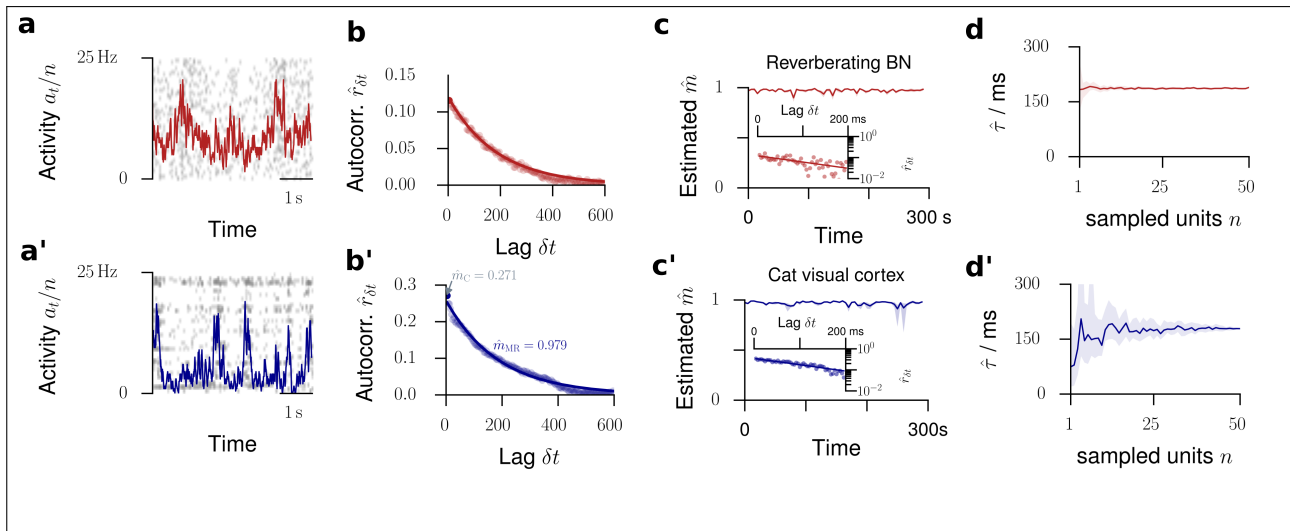 a
25 Hz
Activity a_t/n
0
1 s
Time
b
0.15
0.10
0.05
0.00
Autocorr. r̂_δt
0
200
400
600
Lag δt
c
Reverberating BN
1
0
Estimated m̂
Lag δt
0
200 ms
10^0
10^−2
r̂_δt
0
300 s
Time
d
300
150
0
τ̂ / ms
1
25
50
sampled units n
a'
25 Hz
Activity a_t/n
0
1 s
Time
b'
0.3
0.2
0.1
0.0
Autocorr. r̂_δt
m̂_C = 0.271
m̂_MR = 0.979
0
200
400
600
Lag δt
c'
Cat visual cortex
1
0
Estimated m̂
Lag δt
0
200 ms
10^0
10^−2
r̂_δt
0
300s
Time
d'
300
150
0
τ̂ / ms
1
25
50
sampled units n